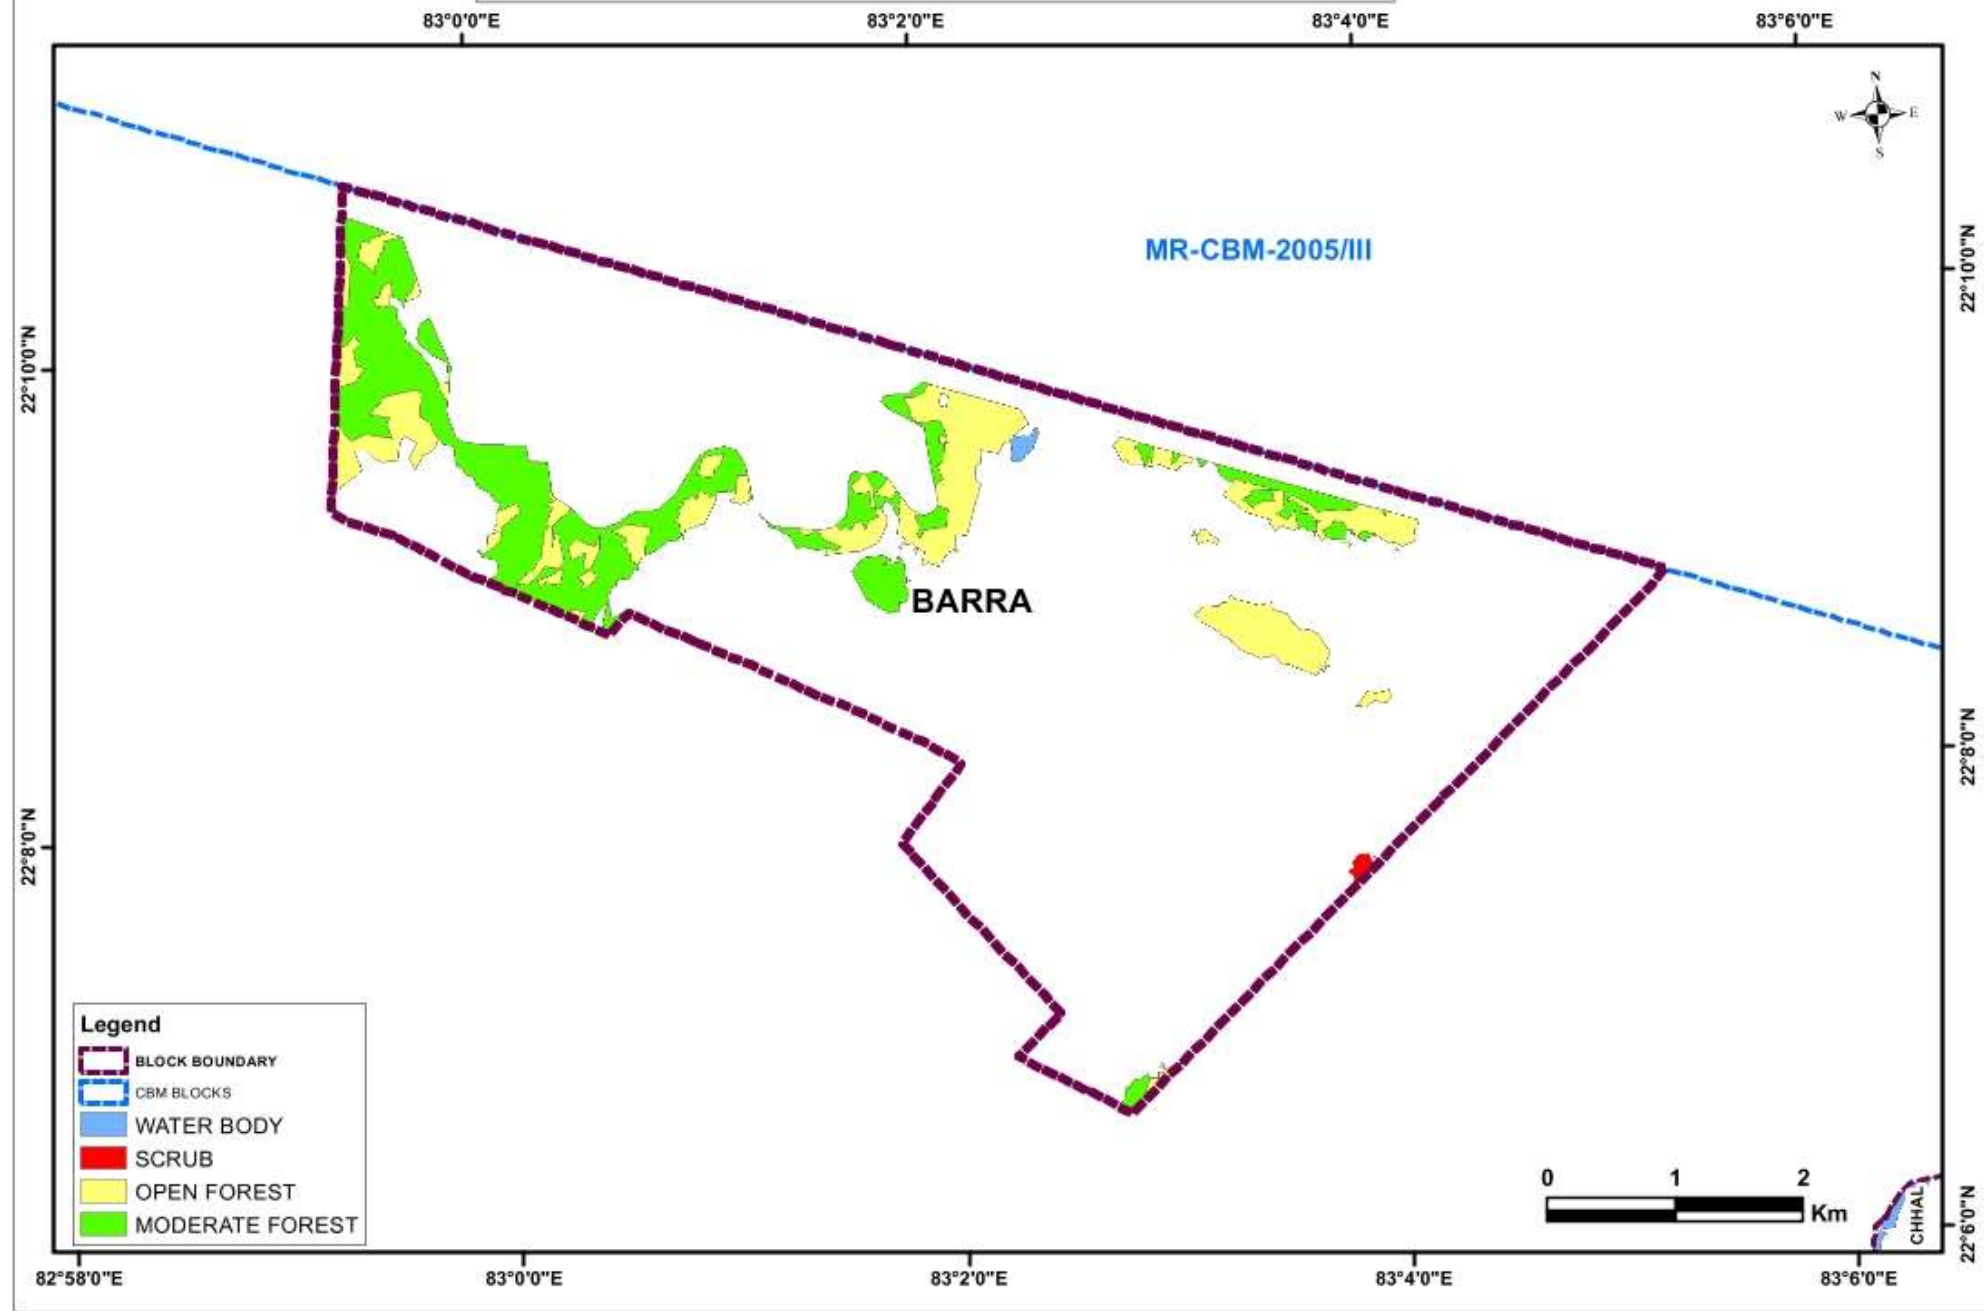 83°0'0"E 83°2'0"E 83°4'0"E 83°6'0"E
N
W E
S
MR-CBM-2005/III
22°10'0"N
22°10'0"N
BARRA
22°8'0"N
22°8'0"N
Legend
BLOCK BOUNDARY
CBM BLOCKS
WATER BODY
SCRUB
OPEN FOREST
MODERATE FOREST
0 1 2
Km
CHHAL
22°6'0"N
82°58'0"E 83°0'0"E 83°2'0"E 83°4'0"E 83°6'0"E